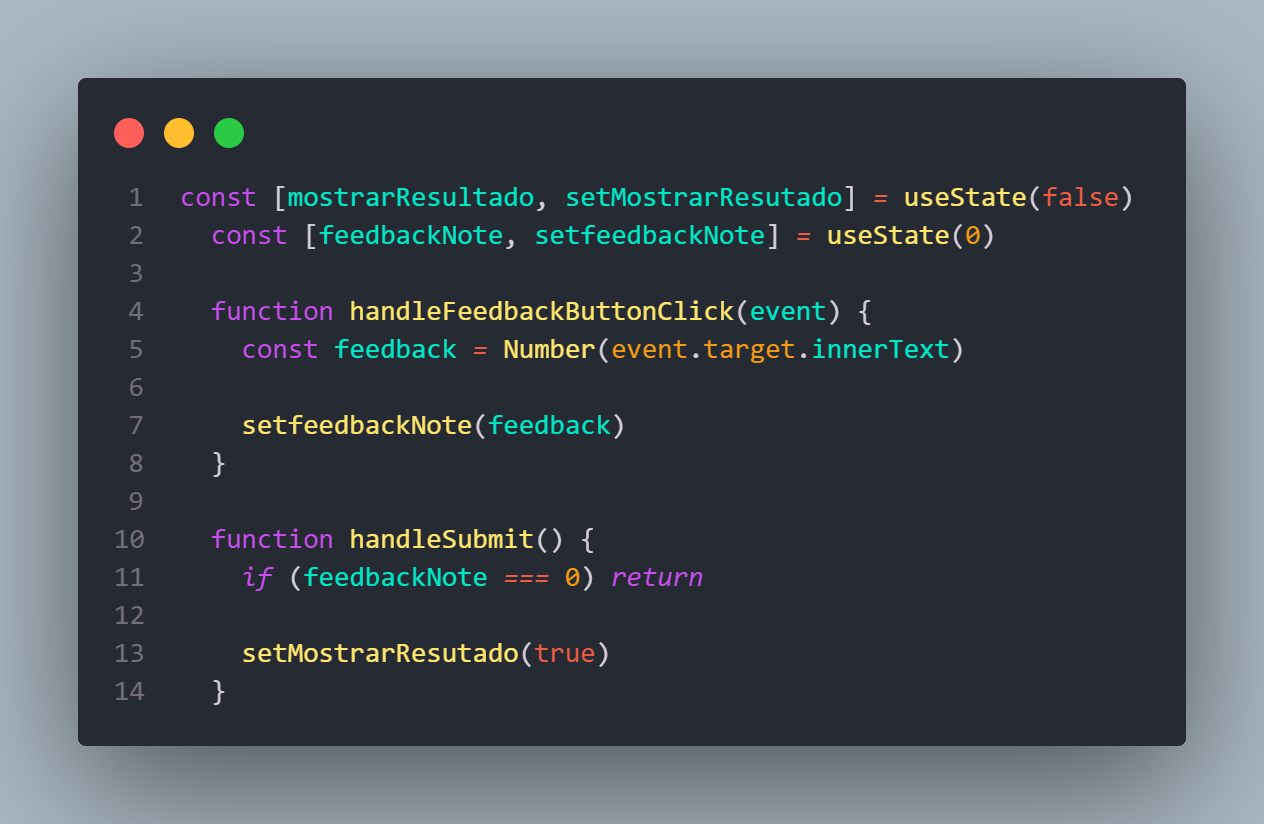 1 const [mostrarResultado, setMostrarResutado] = useState(false)
2   const [feedbackNote, setfeedbackNote] = useState(0)
3
4   function handleFeedbackButtonClick(event) {
5     const feedback = Number(event.target.innerText)
6
7     setfeedbackNote(feedback)
8   }
9
10   function handleSubmit() {
11     if (feedbackNote === 0) return
12
13     setMostrarResutado(true)
14   }